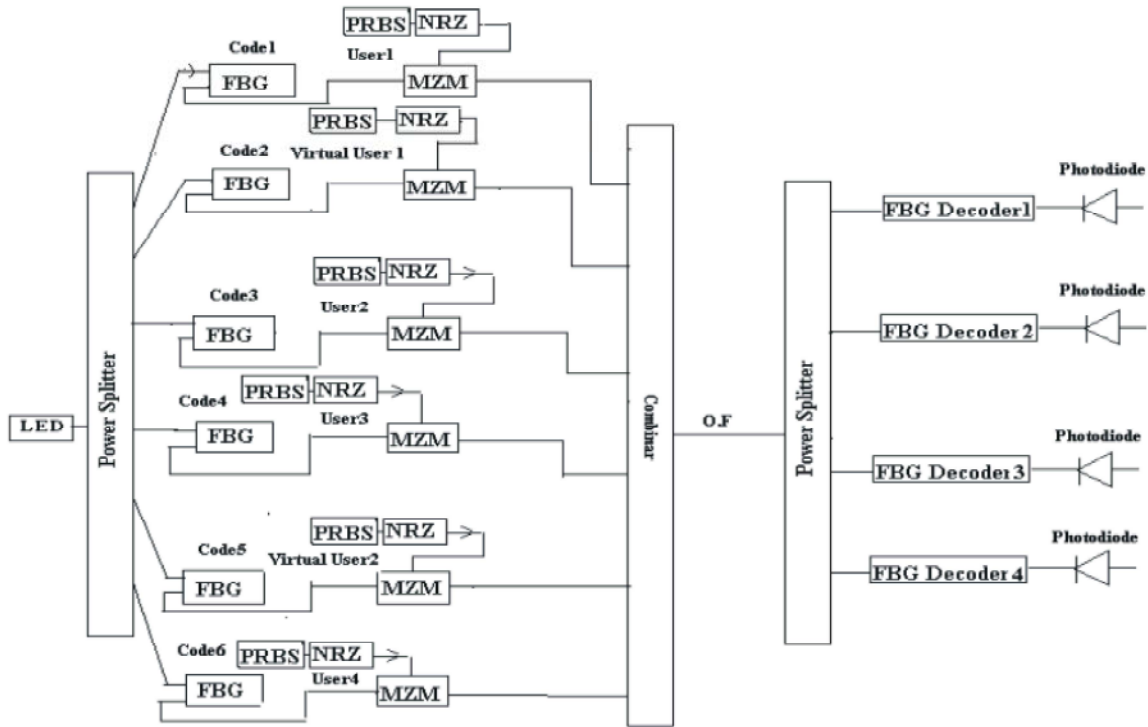 PRBS NRZ
Code1 User1
FBG MZM
PRBS NRZ
Code2 Virtual User 1
FBG MZM
PRBS NRZ
Code3 User2
FBG MZM
PRBS NRZ
Code4 User3
FBG MZM
PRBS NRZ
Code5 Virtual User2
FBG MZM
Code6 PRBS NRZ
User4
FBG MZM
LED
Power Splitter
Combinar
O.F
Power Splitter
Photodiode
FBG Decoder1
Photodiode
FBG Decoder 2
Photodiode
FBG Decoder 3
Photodiode
FBG Decoder 4